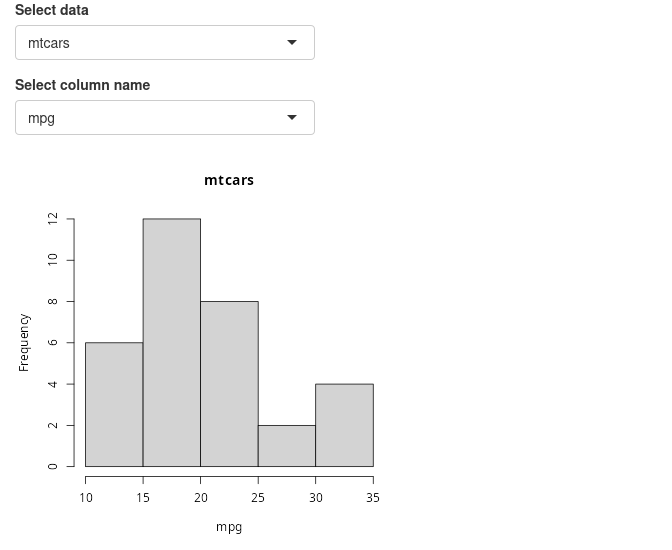 Select data
mtcars
Select column name
mpg
mtcars
Frequency
12
10
8
6
4
2
0
10 15 20 25 30 35
mpg